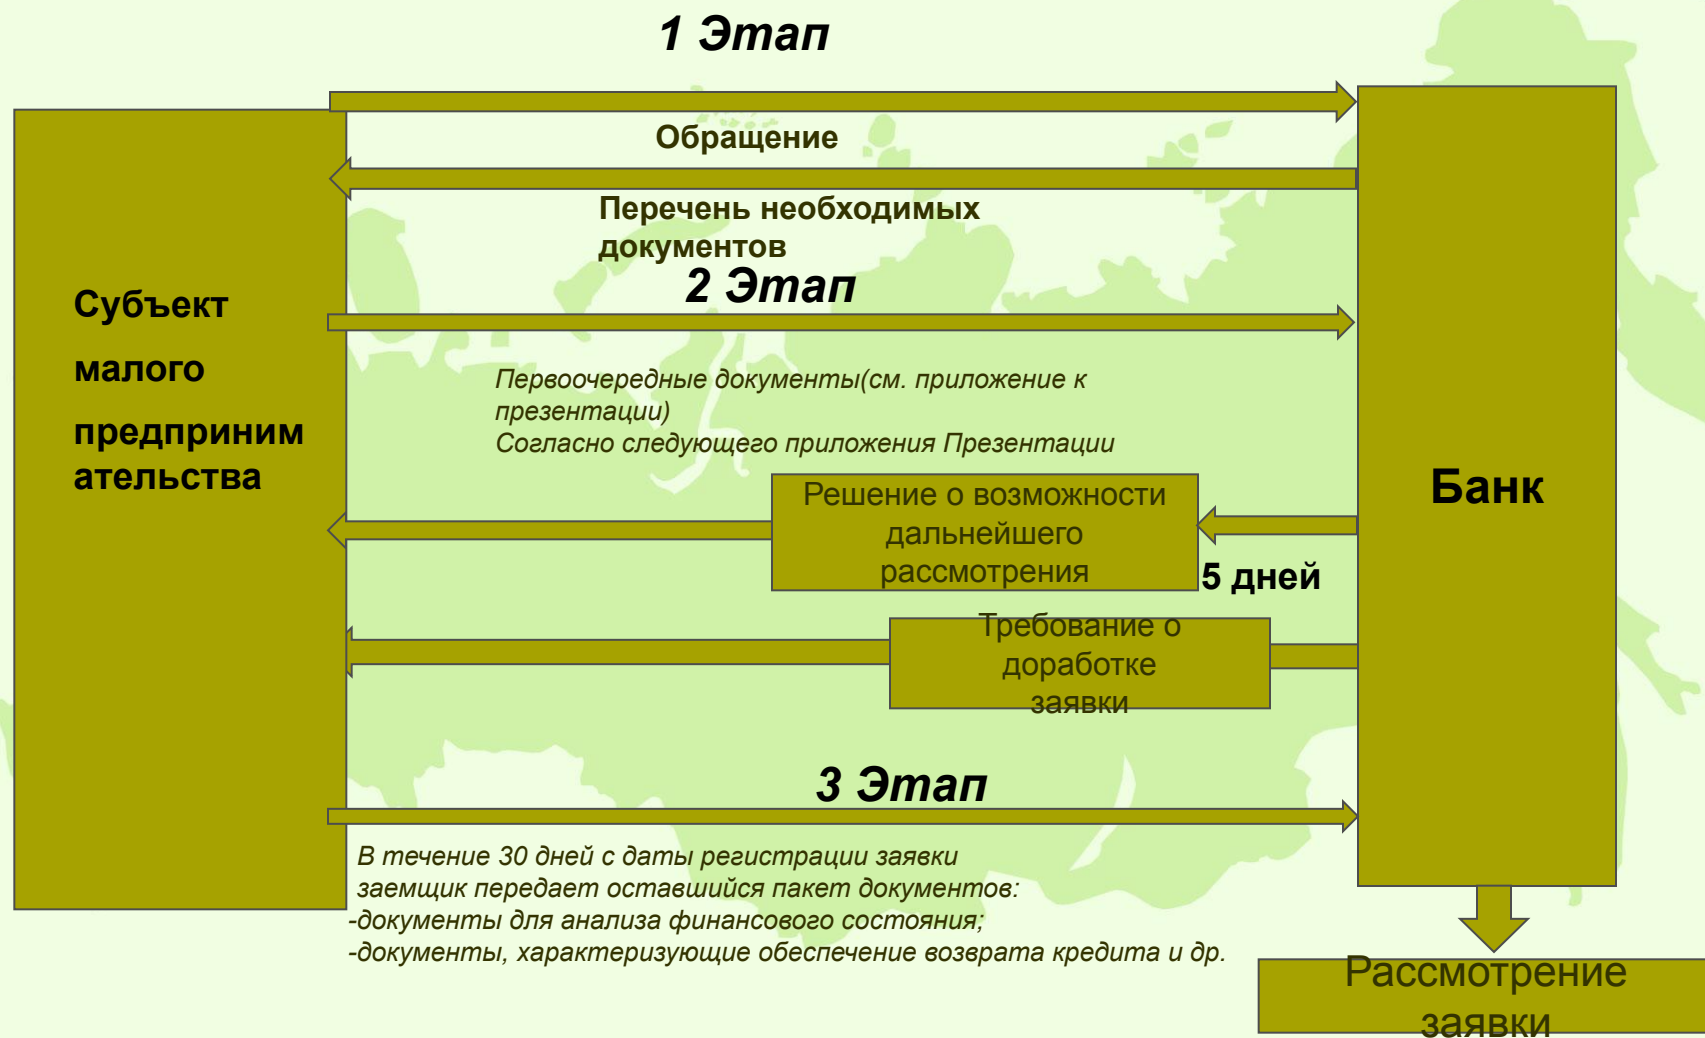 1 Этап
Обращение
Перечень необходимых
документов
2 Этап
Субъект
малого
предприним
ательства
Первоочередные документы(см. приложение к
презентации)
Согласно следующего приложения Презентации
Банк
Решение о возможности
дальнейшего
рассмотрения
5 дней
Требование о
доработке
заявки
3 Этап
В течение 30 дней с даты регистрации заявки
заемщик передает оставшийся пакет документов:
-документы для анализа финансового состояния;
-документы, характеризующие обеспечение возврата кредита и др.
Рассмотрение
заявки